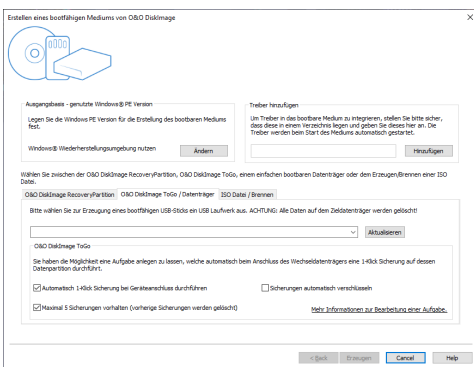 Erstellen eines bootfähigen Mediums von O&O DiskImage
Ausgangsbasis - genutzte Windows® PE Version
Legen Sie die Windows PE Version für die Erstellung des bootbaren Mediums
fest.
Windows® Wiederherstellungsumgebung nutzen
Ändern
Treiber hinzufügen
Um Treiber in das bootbare Medium zu integrieren, stellen Sie bitte sicher,
dass diese in einem Verzeichnis liegen und geben Sie dieses hier an. Die
Treiber werden beim Start des Mediums automatisch gestartet.
Hinzufügen
Wählen Sie zwischen der O&O DiskImage RecoveryPartition, O&O DiskImage ToGo, einem einfachen bootbaren Datenträger oder dem Erzeugen/Brennen einer ISO
Datei.
O&O DiskImage RecoveryPartition O&O DiskImage ToGo / Datenträger ISO Datei / Brennen
Bitte wählen Sie zur Erzeugung eines bootfähigen USB-Sticks ein USB Laufwerk aus. ACHTUNG: Alle Daten auf dem Zieldatenträger werden gelöscht!
Aktualisieren
O&O DiskImage ToGo
Sie haben die Möglichkeit eine Aufgabe anlegen zu lassen, welche automatisch beim Anschluss des Wechseldatenträgers eine 1-Klick Sicherung auf dessen
Datenpartition durchführt.
Automatisch 1-Klick Sicherung bei Geräteanschluss durchführen
Sicherungen automatisch verschlüsseln
Maximal 5 Sicherungen vorhalten (vorherige Sicherungen werden gelöscht)
Mehr Informationen zur Bearbeitung einer Aufgabe.
< Back Erzeugen Cancel Help